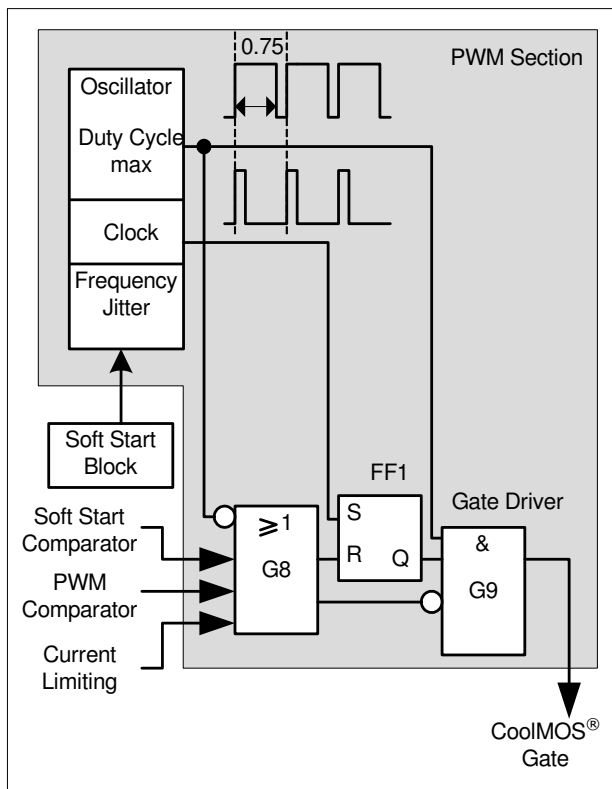 0.75
PWM Section
Oscillator
Duty Cycle
max
Clock
Frequency
Jitter
Soft Start
Block
FF1
Gate Driver
Soft Start
Comparator
PWM
Comparator
Current
Limiting
≥1
G8
S
R
Q
&
G9
CoolMOS®
Gate